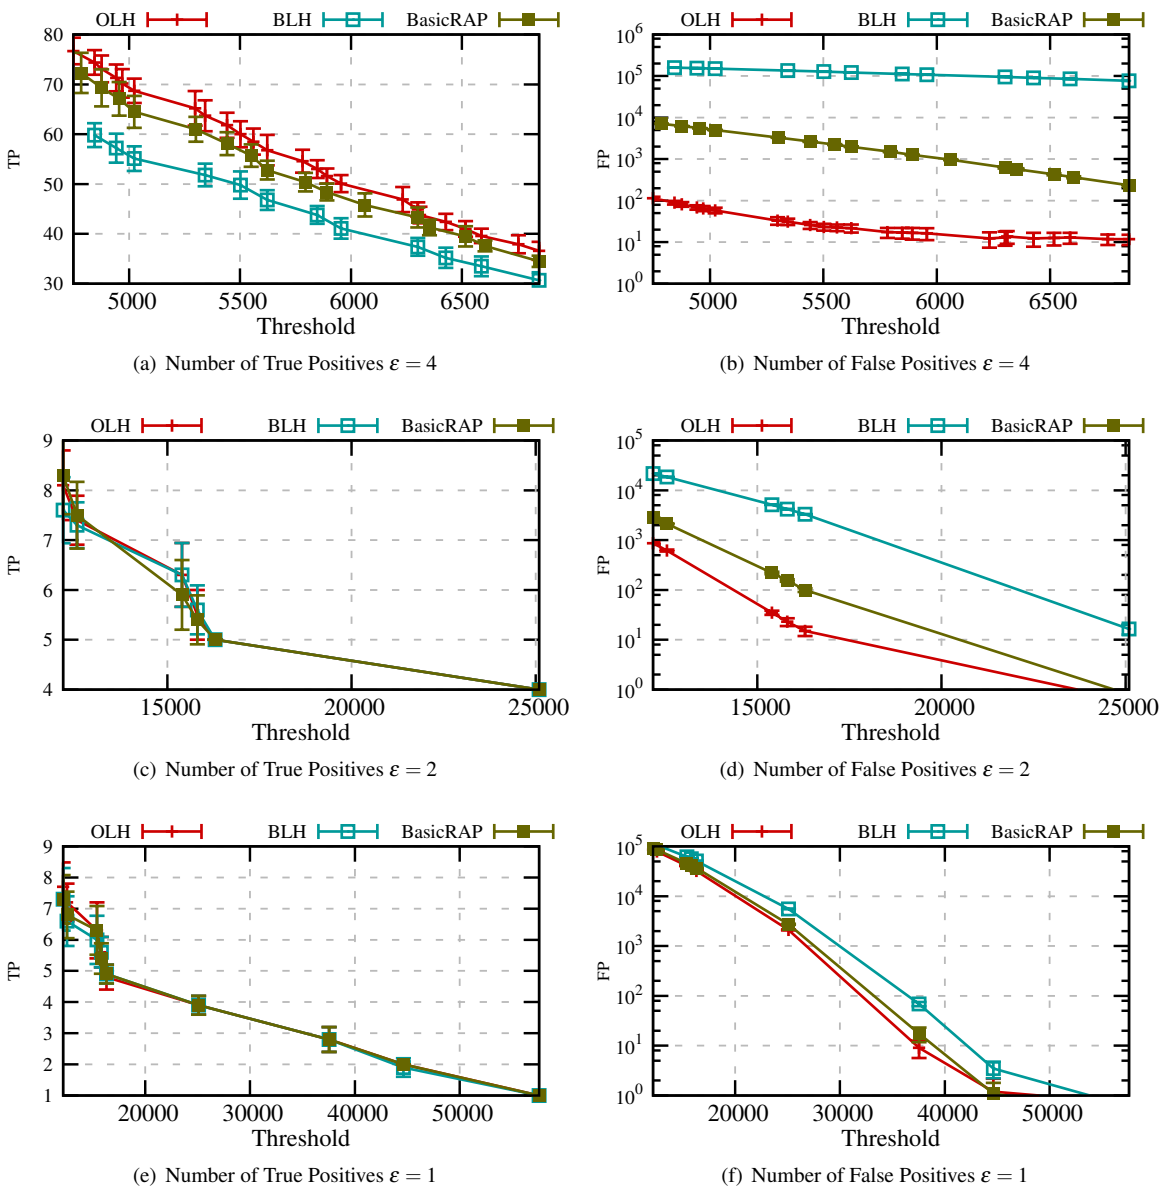 OLH BLH BasicRAP
80
70
60
50
40
30
TP
5000 5500 6000 6500
Threshold
(a) Number of True Positives ε = 4
OLH BLH BasicRAP
10^6
10^5
10^4
10^3
10^2
10^1
10^0
FP
5000 5500 6000 6500
Threshold
(b) Number of False Positives ε = 4
OLH BLH BasicRAP
9
8
7
6
5
4
TP
15000 20000 25000
Threshold
(c) Number of True Positives ε = 2
OLH BLH BasicRAP
10^5
10^4
10^3
10^2
10^1
10^0
FP
15000 20000 25000
Threshold
(d) Number of False Positives ε = 2
OLH BLH BasicRAP
9
8
7
6
5
4
3
2
1
TP
20000 30000 40000 50000
Threshold
(e) Number of True Positives ε = 1
OLH BLH BasicRAP
10^5
10^4
10^3
10^2
10^1
10^0
FP
20000 30000 40000 50000
Threshold
(f) Number of False Positives ε = 1